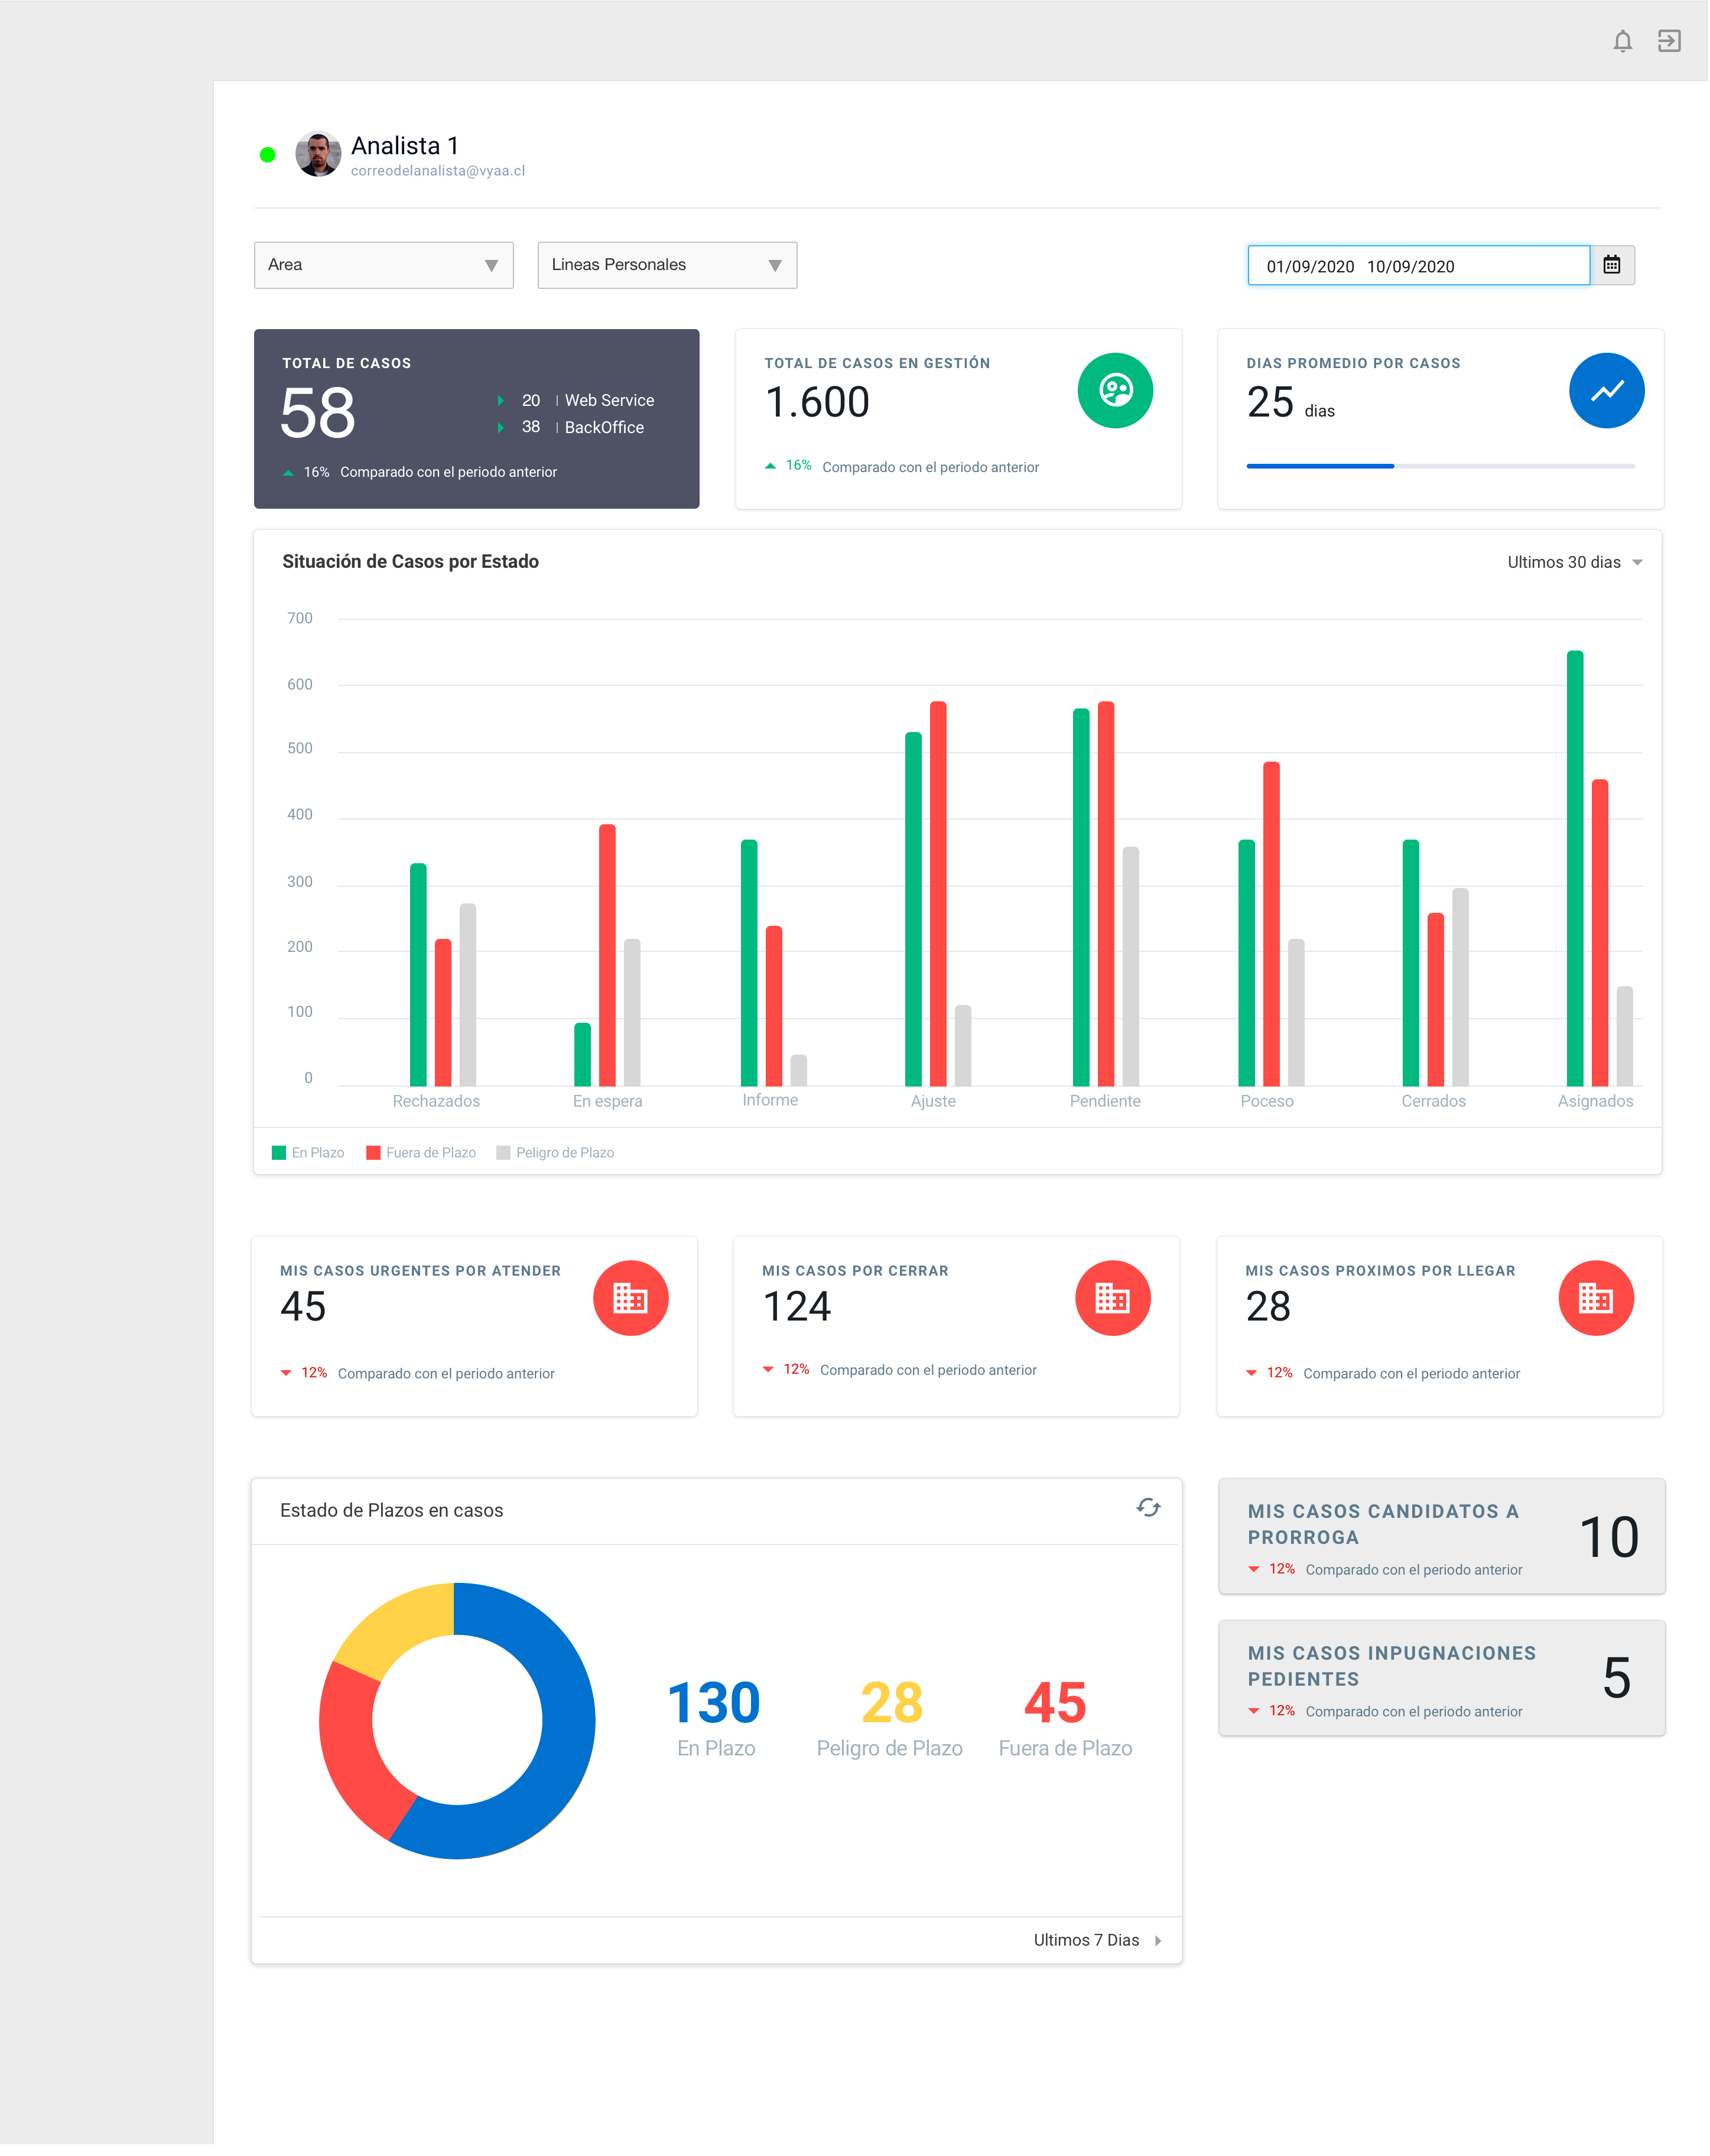 Analista 1
correodelanalista@vyaa.cl
Area
Lineas Personales
01/09/2020 10/09/2020
TOTAL DE CASOS
58
20 | Web Service
38 | BackOffice
16% Comparado con el periodo anterior
TOTAL DE CASOS EN GESTIÓN
1.600
16% Comparado con el periodo anterior
DIAS PROMEDIO POR CASOS
25 dias
Situación de Casos por Estado
Ultimos 30 dias
700
600
500
400
300
200
100
0
Rechazados
En espera
Informe
Ajuste
Pendiente
Poceso
Cerrados
Asignados
En Plazo
Fuera de Plazo
Peligro de Plazo
MIS CASOS URGENTES POR ATENDER
45
12% Comparado con el periodo anterior
MIS CASOS POR CERRAR
124
12% Comparado con el periodo anterior
MIS CASOS PROXIMOS POR LLEGAR
28
12% Comparado con el periodo anterior
Estado de Plazos en casos
130
En Plazo
28
Peligro de Plazo
45
Fuera de Plazo
Ultimos 7 Dias
MIS CASOS CANDIDATOS A
PRORROGA
10
12% Comparado con el periodo anterior
MIS CASOS INPUGNACIONES
PEDIENTES
5
12% Comparado con el periodo anterior